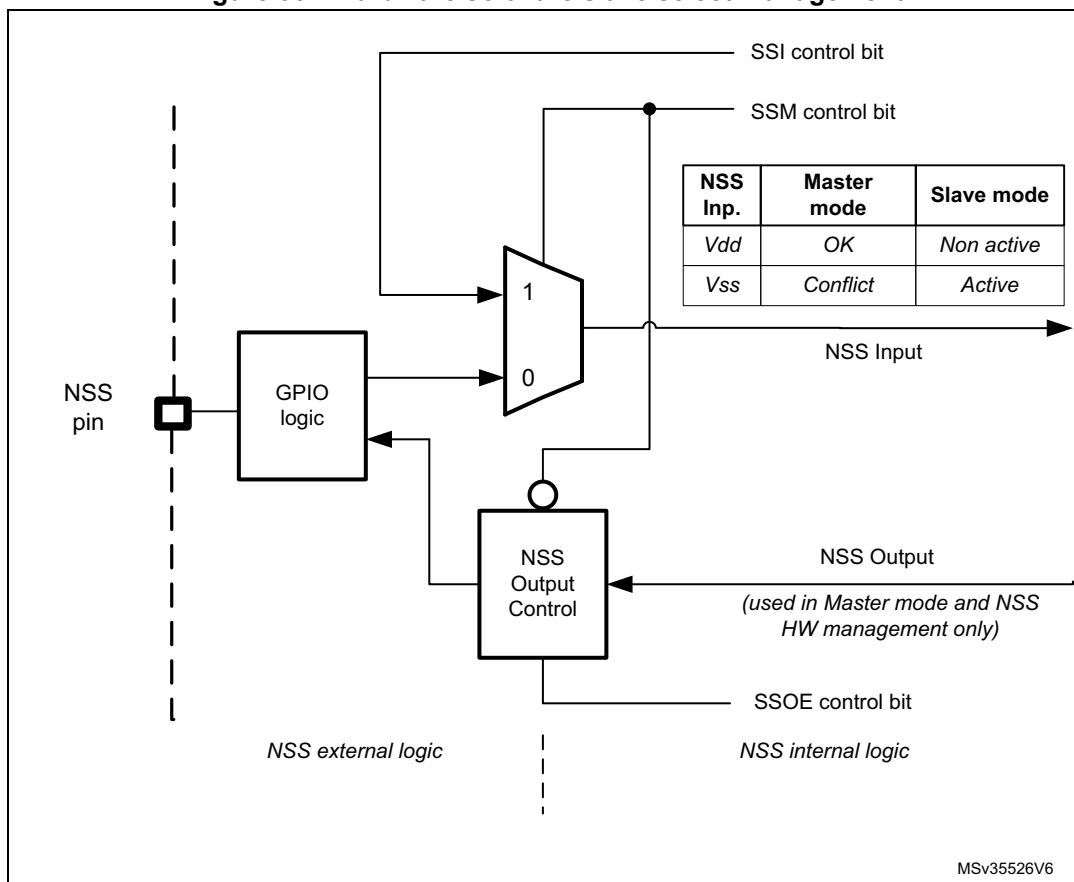 SSI control bit
SSM control bit
NSS Inp. Master mode Slave mode
Vdd OK Non active
Vss Conflict Active
1
NSS Input
0
GPIO
logic
NSS
pin
NSS
Output
Control
NSS Output
(used in Master mode and NSS
HW management only)
SSOE control bit
NSS external logic
NSS internal logic
MSv35526V6